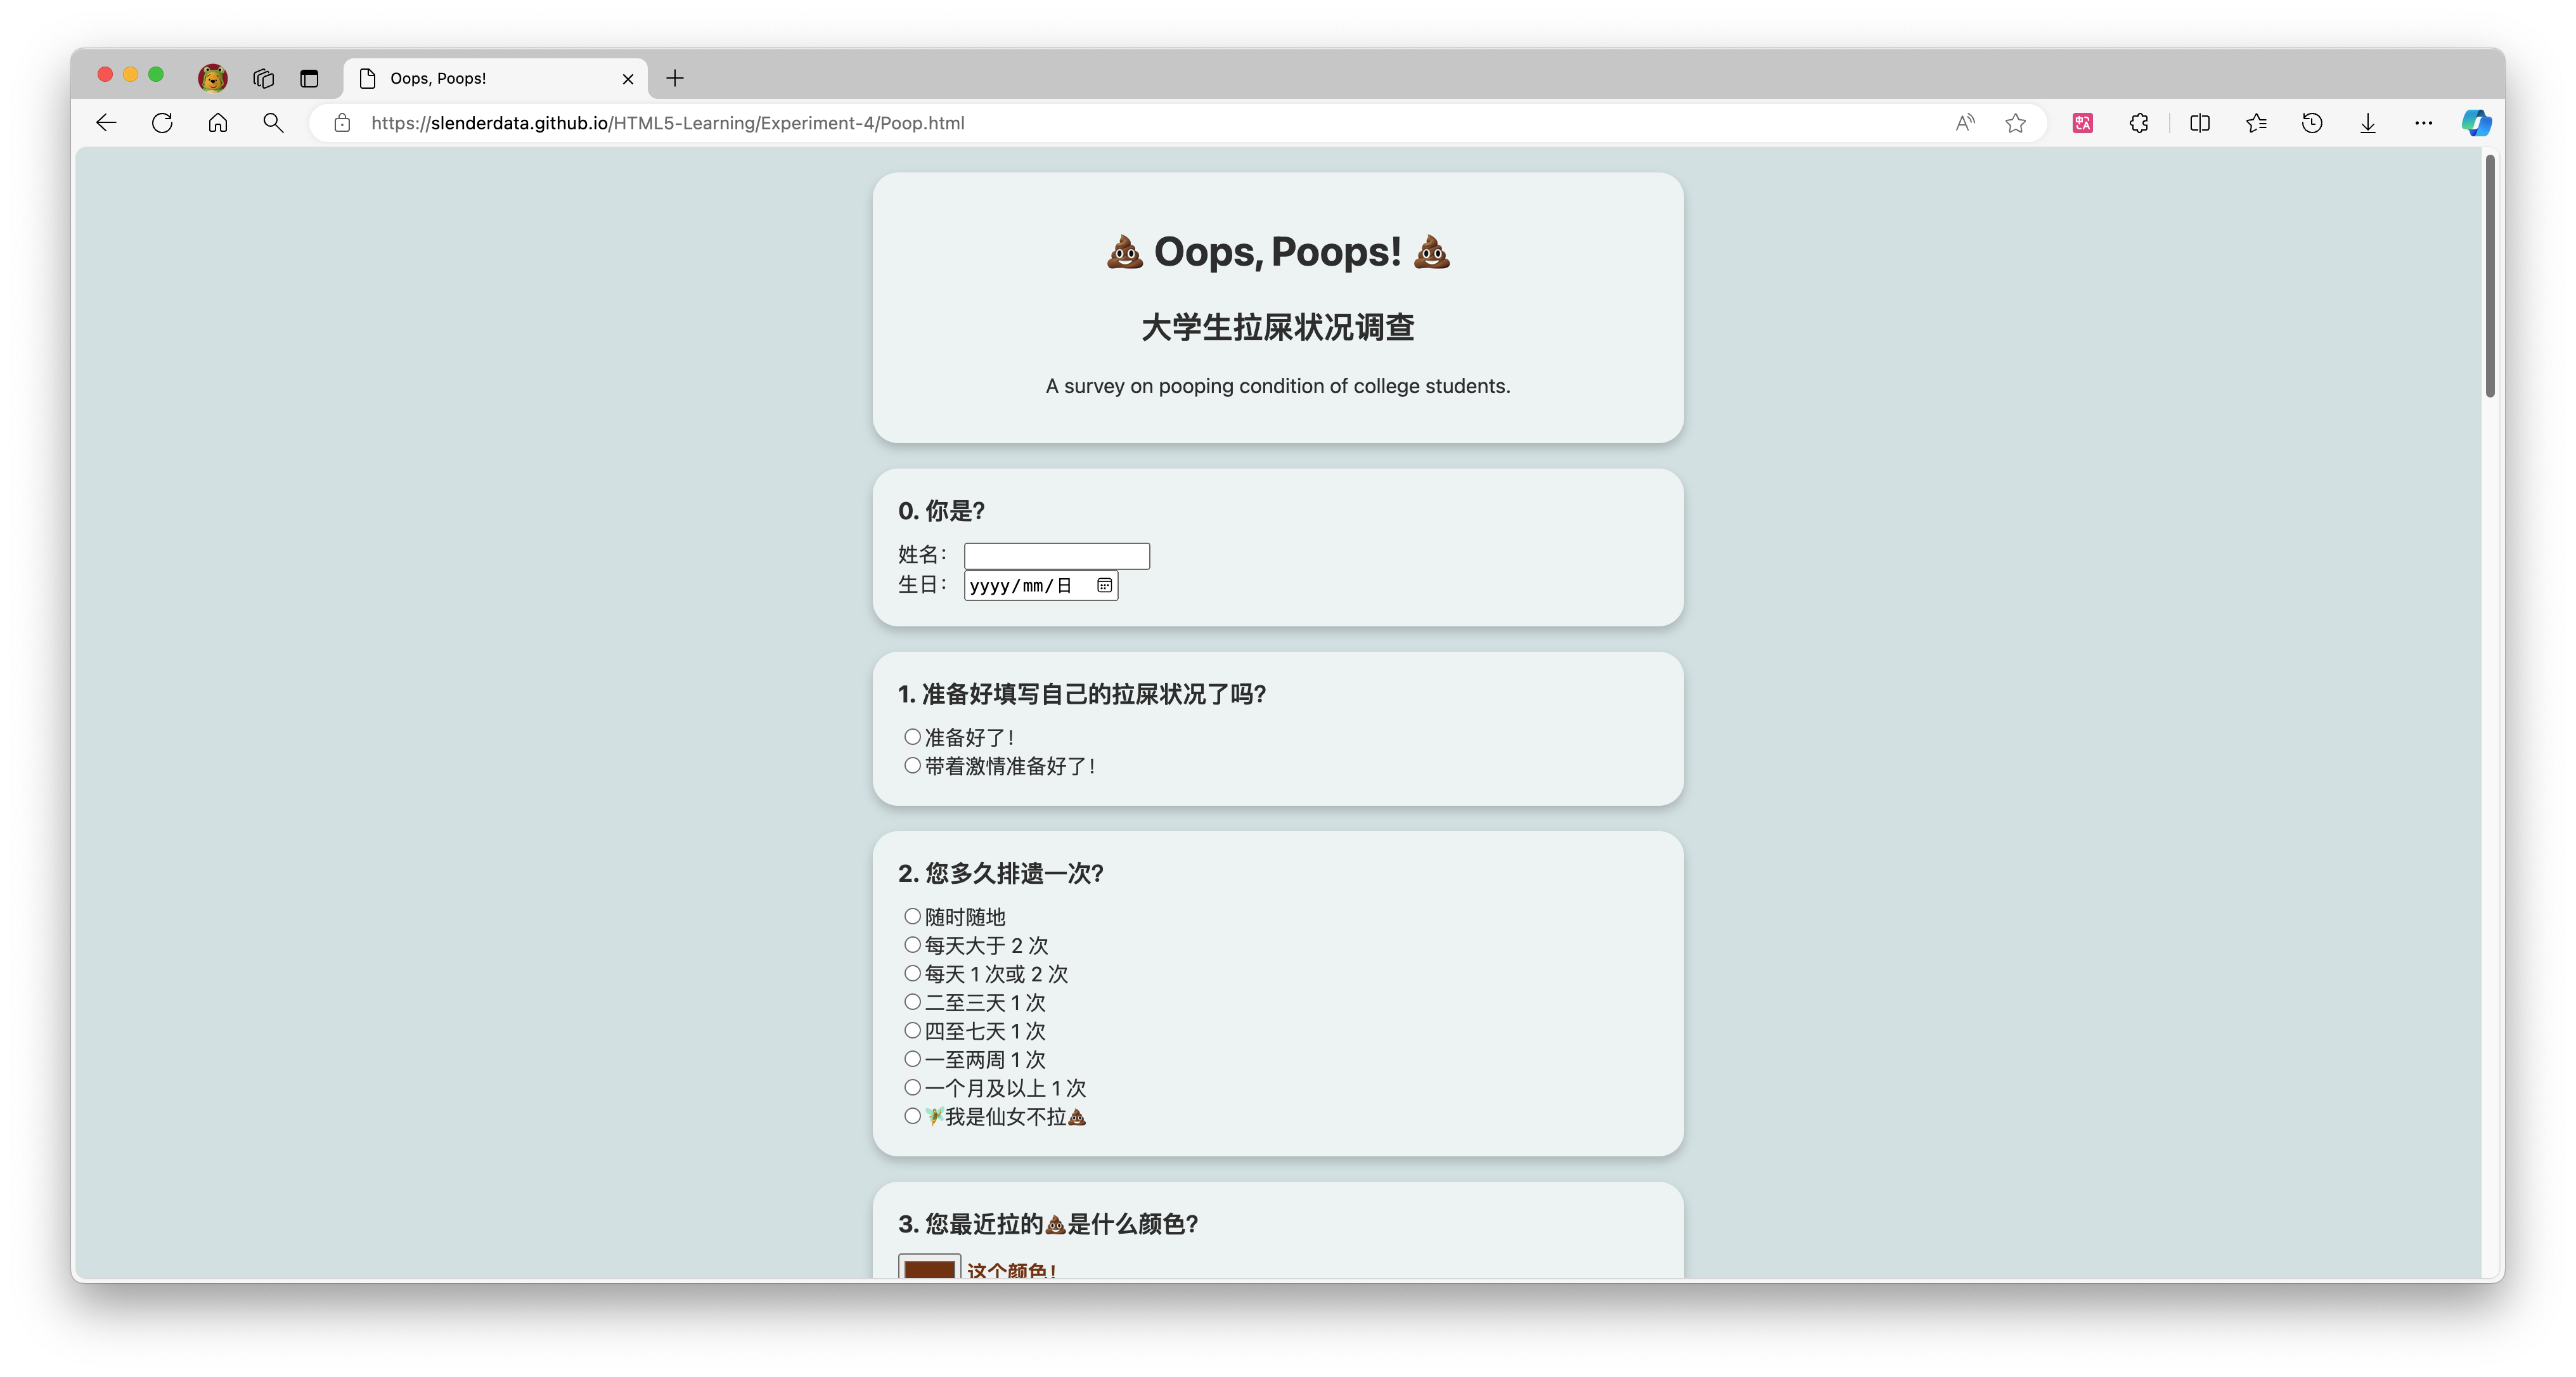 Oops, Poops!
https://slenderdata.github.io/HTML5-Learning/Experiment-4/Poop.html
💩 Oops, Poops! 💩
大学生拉屎状况调查
A survey on pooping condition of college students.
0. 你是?
姓名：
生日： yyyy/mm/日
1. 准备好填写自己的拉屎状况了吗?
准备好了！
带着激情准备好了！
2. 您多久排遗一次?
随时随地
每天大于 2 次
每天 1 次或 2 次
二至三天 1 次
四至七天 1 次
一至两周 1 次
一个月及以上 1 次
🧚我是仙女不拉💩
3. 您最近拉的💩是什么颜色?
这个颜色！